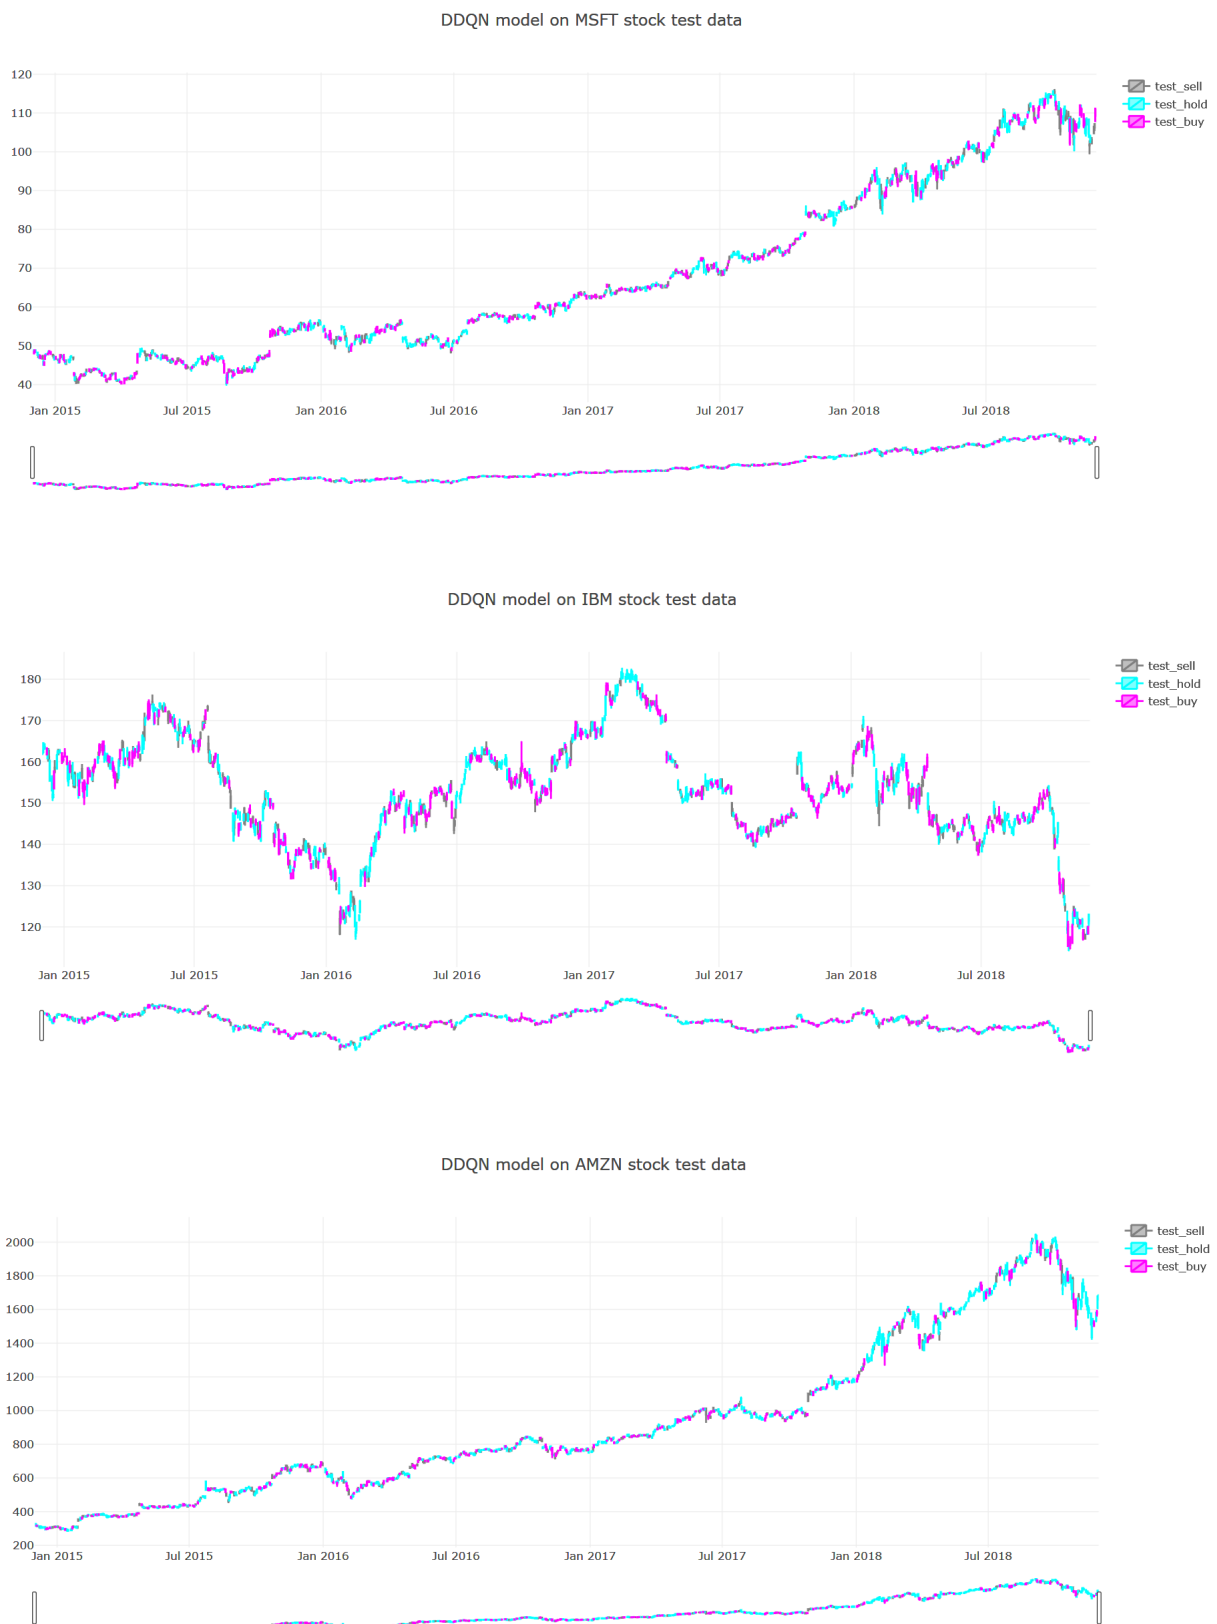 DDQN model on MSFT stock test data
test_sell
test_hold
test_buy
120
110
100
90
80
70
60
50
40
Jan 2015 Jul 2015 Jan 2016 Jul 2016 Jan 2017 Jul 2017 Jan 2018 Jul 2018
DDQN model on IBM stock test data
test_sell
test_hold
test_buy
180
170
160
150
140
130
120
Jan 2015 Jul 2015 Jan 2016 Jul 2016 Jan 2017 Jul 2017 Jan 2018 Jul 2018
DDQN model on AMZN stock test data
test_sell
test_hold
test_buy
2000
1800
1600
1400
1200
1000
800
600
400
200
Jan 2015 Jul 2015 Jan 2016 Jul 2016 Jan 2017 Jul 2017 Jan 2018 Jul 2018